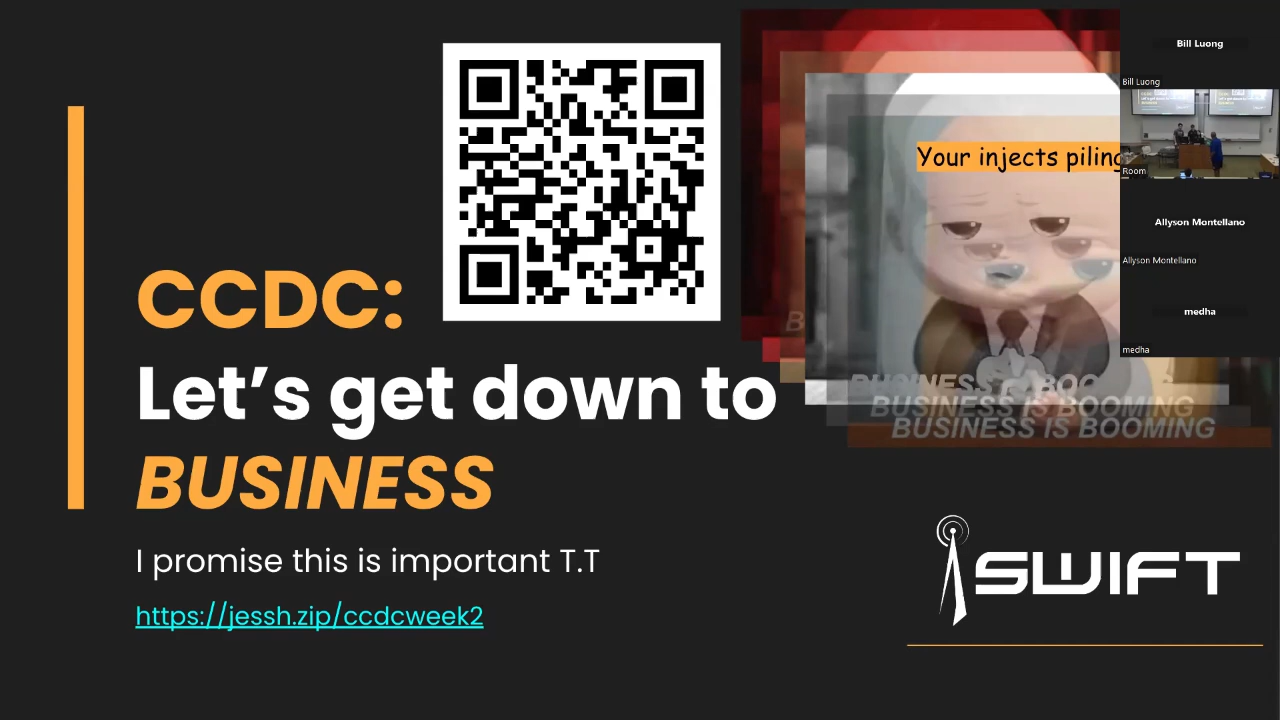 CCDC:
Let's get down to
BUSINESS
I promise this is important T.T
https://jessh.zip/ccdcweek2
Your injects piling
BUSINESS IS BOOMING
BUSINESS IS BOOMING
SWIFT
Bill Luong
Bill Luong
Room
Allyson Montellano
Allyson Montellano
medha
medha